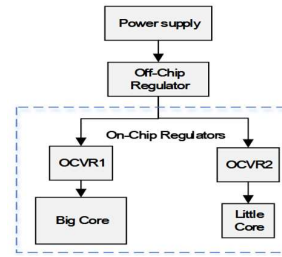 Power supply
Off-Chip
Regulator
On-Chip Regulators
OCVR1
OCVR2
Big Core
Little
Core